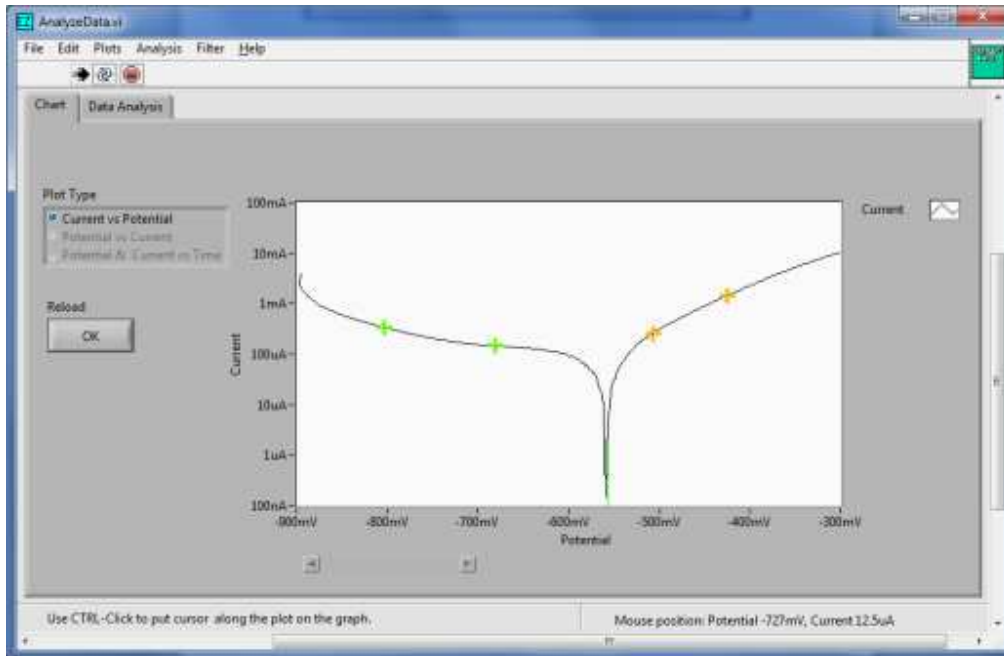 AnalyzeData.vi
File Edit Plots Analysis Filter Help
Chart Data Analysis
Plot Type
Current vs Potential
Potential vs Current
Potential & Current vs Time
Reload
OK
Current
100mA
10mA
1mA
100uA
10uA
1uA
100nA
Current
-900mV -800mV -700mV -600mV -500mV -400mV -300mV
Potential
Use CTRL-Click to put cursor along the plot on the graph.
Mouse position: Potential -727mV, Current 12.5uA